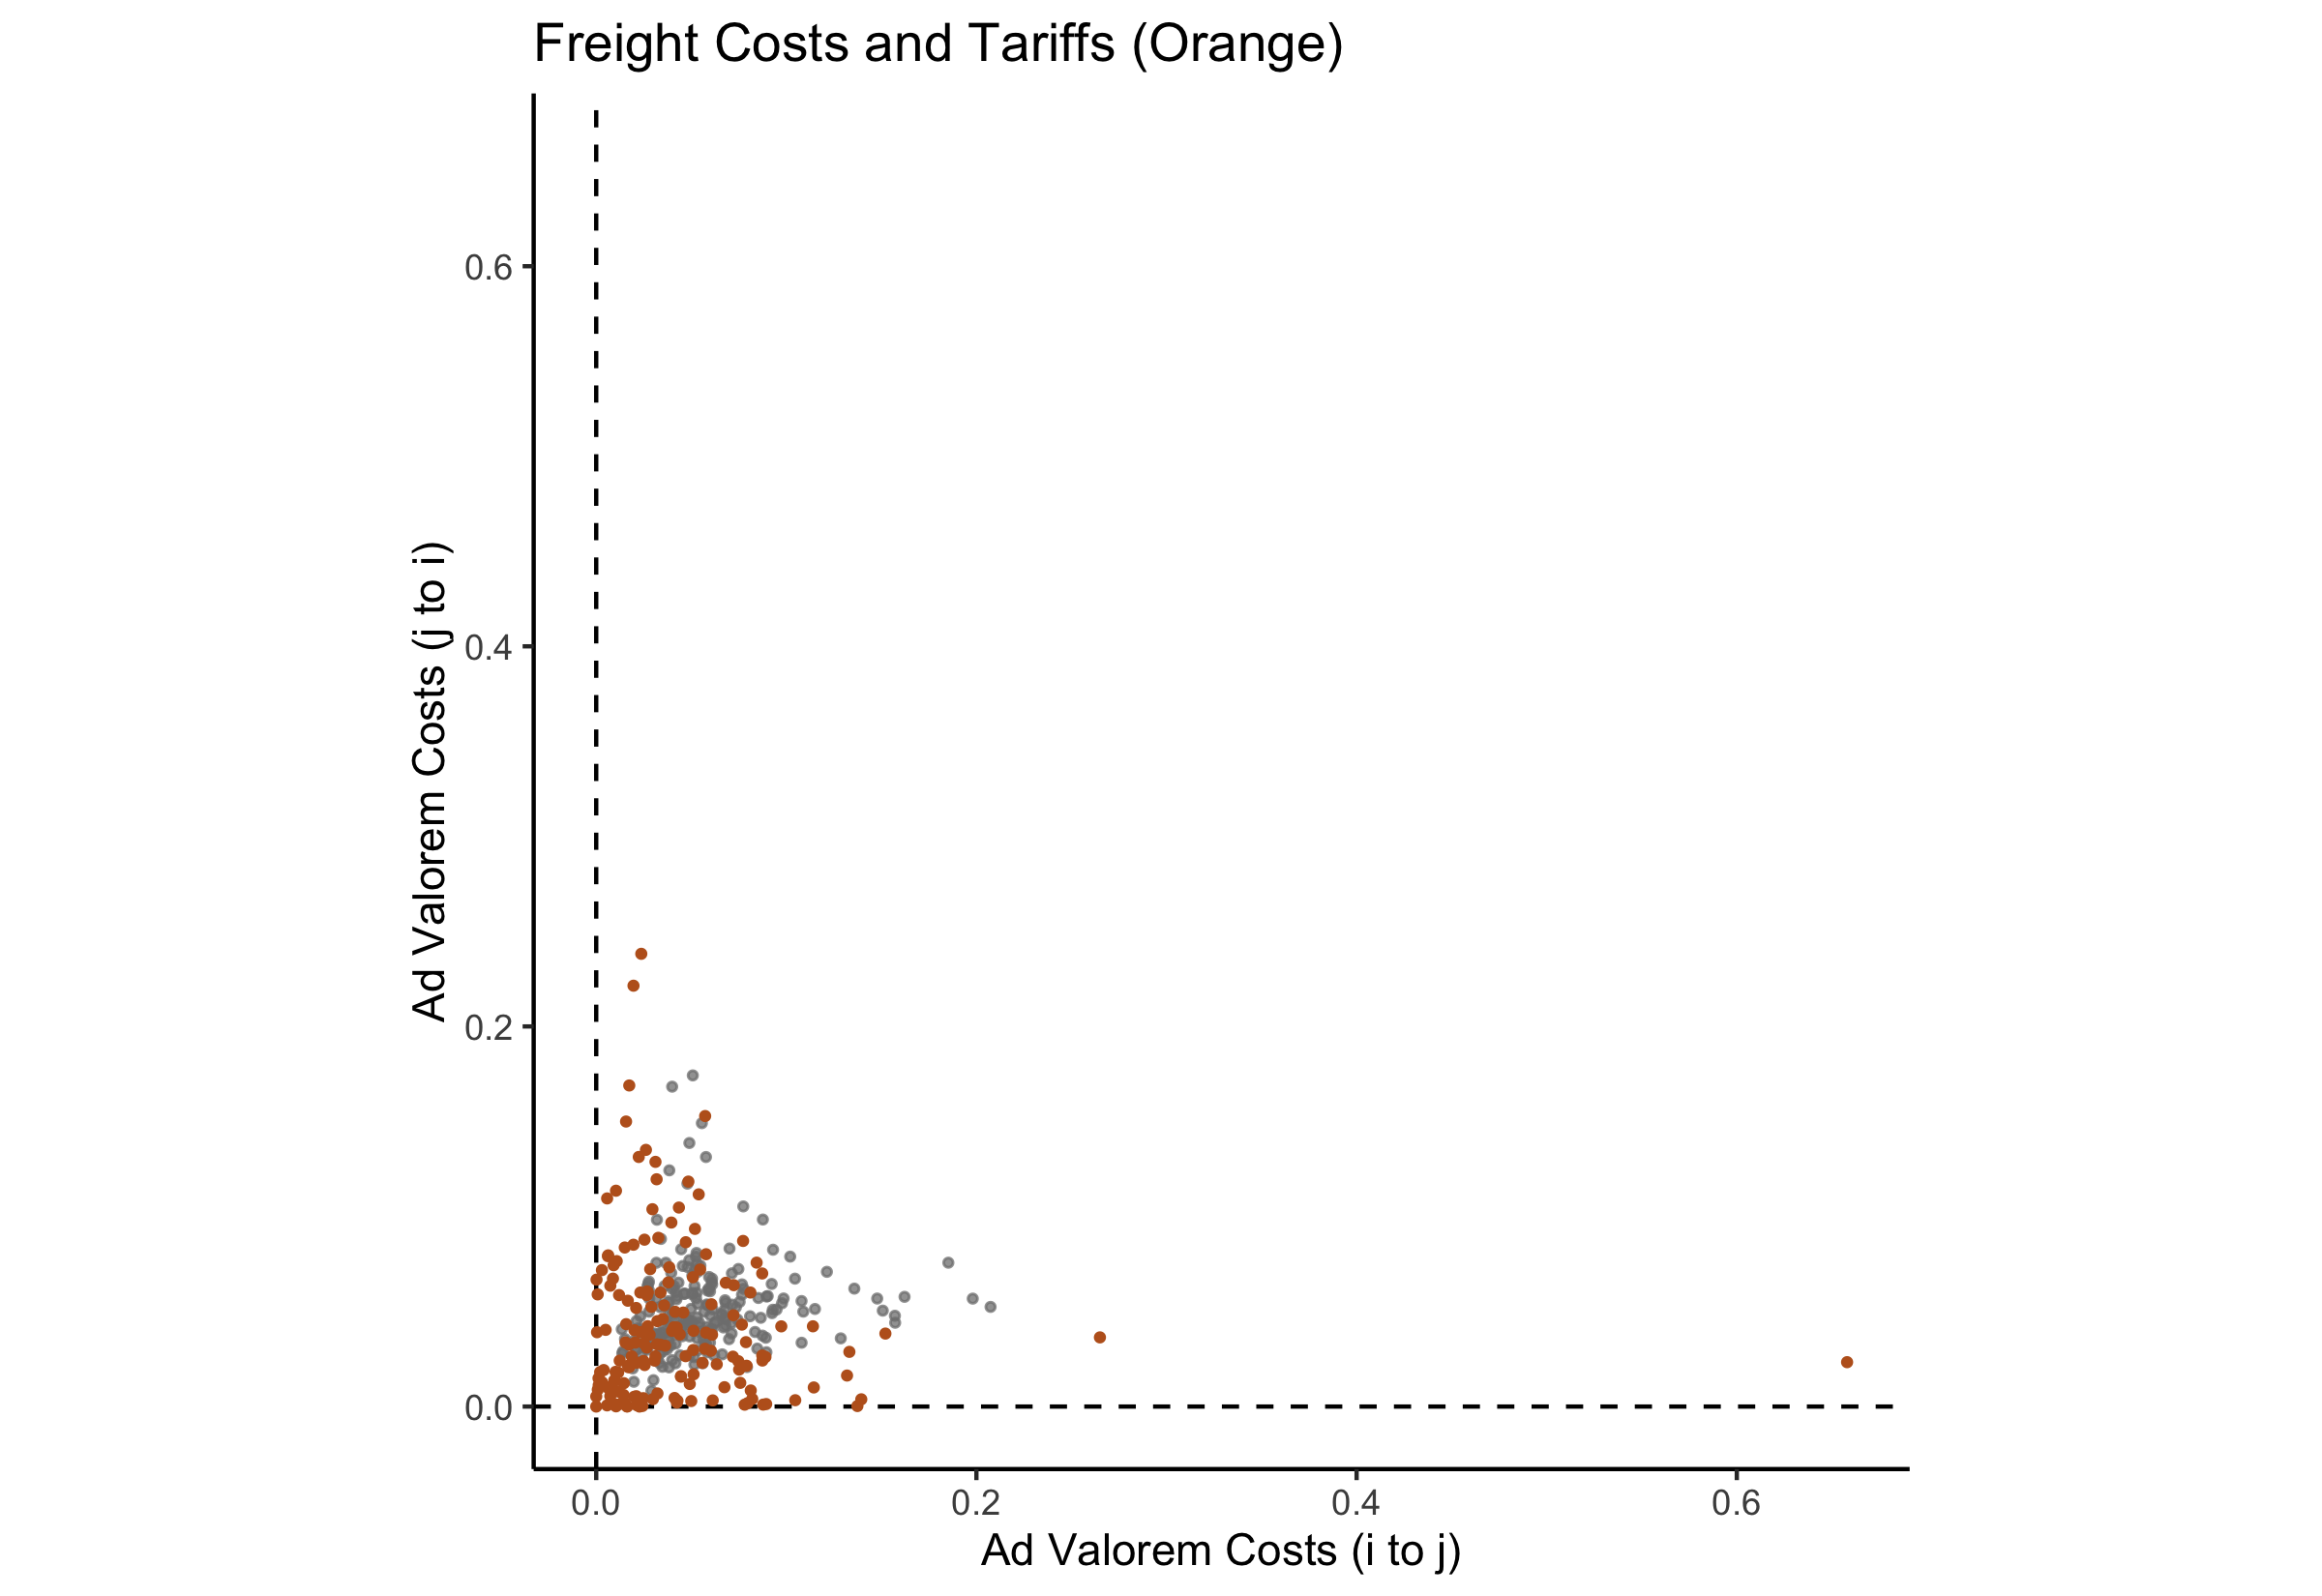 Freight Costs and Tariffs (Orange)
Ad Valorem Costs (j to i)
0.6
0.4
0.2
0.0
0.0 0.2 0.4 0.6
Ad Valorem Costs (i to j)